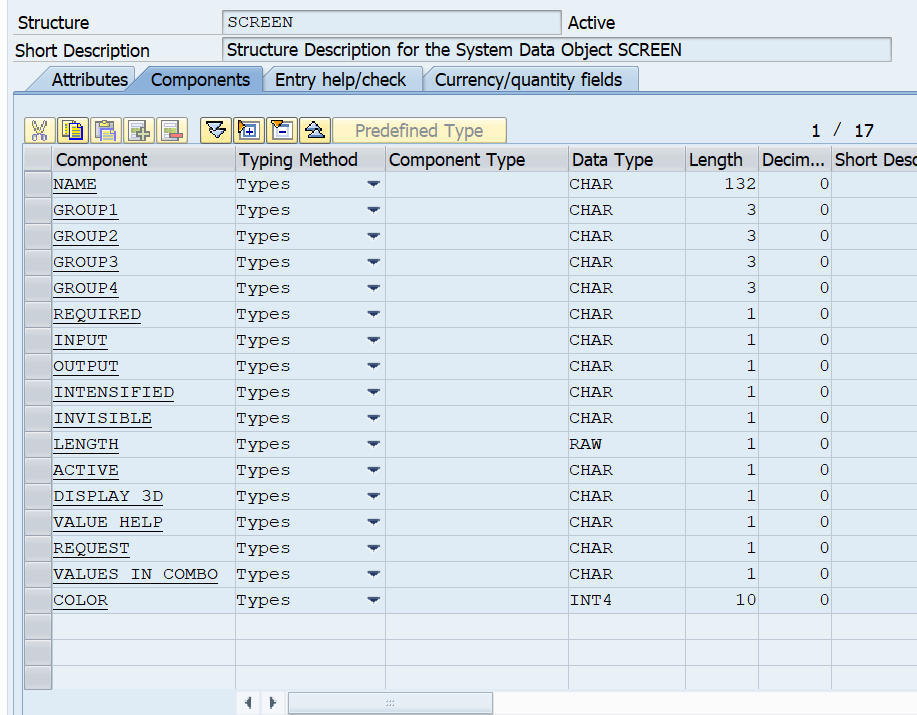 Structure SCREEN Active
Short Description Structure Description for the System Data Object SCREEN
Attributes Components Entry help/check Currency/quantity fields
Predefined Type 1 / 17
Component Typing Method Component Type Data Type Length Decim... Short Desc
NAME Types CHAR 132 0
GROUP1 Types CHAR 3 0
GROUP2 Types CHAR 3 0
GROUP3 Types CHAR 3 0
GROUP4 Types CHAR 3 0
REQUIRED Types CHAR 1 0
INPUT Types CHAR 1 0
OUTPUT Types CHAR 1 0
INTENSIFIED Types CHAR 1 0
INVISIBLE Types CHAR 1 0
LENGTH Types RAW 1 0
ACTIVE Types CHAR 1 0
DISPLAY_3D Types CHAR 1 0
VALUE_HELP Types CHAR 1 0
REQUEST Types CHAR 1 0
VALUES_IN_COMBO Types CHAR 1 0
COLOR Types INT4 10 0